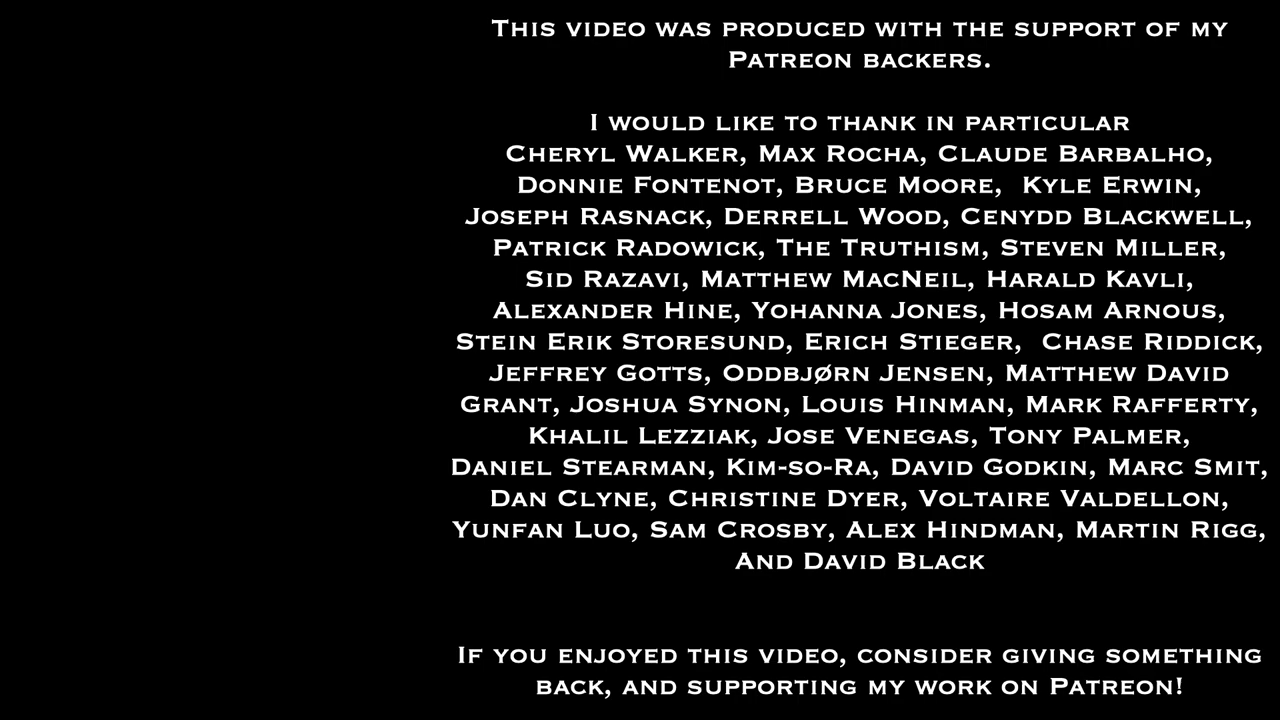 This video was produced with the support of my
Patreon backers.
I would like to thank in particular
Cheryl Walker, Max Rocha, Claude Barbalho,
Donnie Fontenot, Bruce Moore,  Kyle Erwin,
Joseph Rasnack, Derrell Wood, Cenydd Blackwell,
Patrick Radowick, The Truthism, Steven Miller,
Sid Razavi, Matthew MacNeil, Harald Kavli,
Alexander Hine, Yohanna Jones, Hosam Arnous,
Stein Erik Storesund, Erich Stieger,  Chase Riddick,
Jeffrey Gotts, Oddbjørn Jensen, Matthew David
Grant, Joshua Synon, Louis Hinman, Mark Rafferty,
Khalil Lezziak, Jose Venegas, Tony Palmer,
Daniel Stearman, Kim-so-Ra, David Godkin, Marc Smit,
Dan Clyne, Christine Dyer, Voltaire Valdellon,
Yunfan Luo, Sam Crosby, Alex Hindman, Martin Rigg,
And David Black
If you enjoyed this video, consider giving something
back, and supporting my work on Patreon!